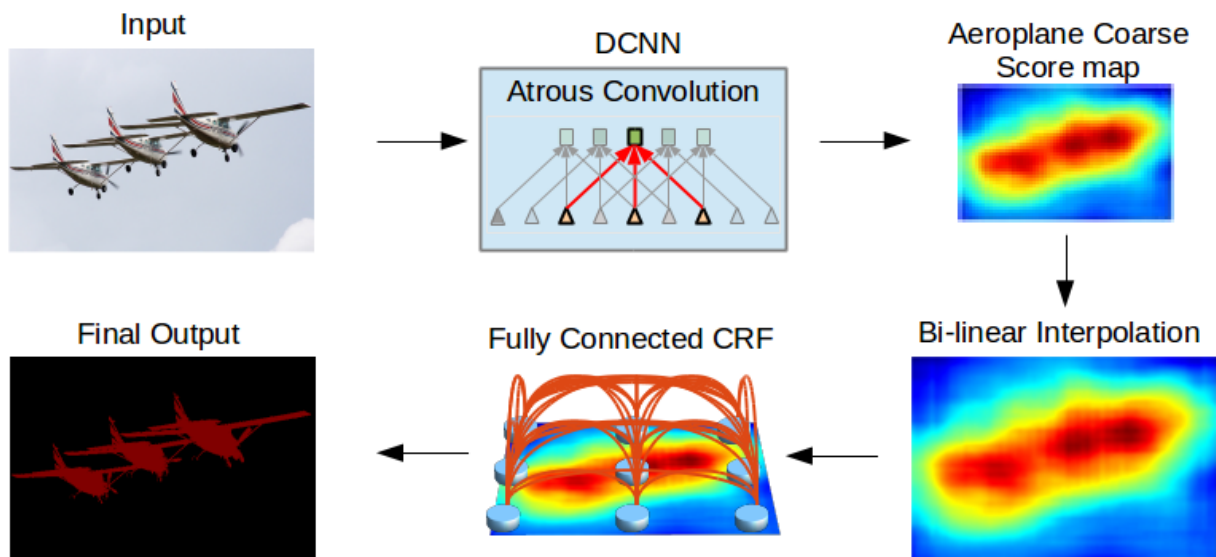 Input
DCNN
Atrous Convolution
Aeroplane Coarse
Score map
Final Output
Fully Connected CRF
Bi-linear Interpolation